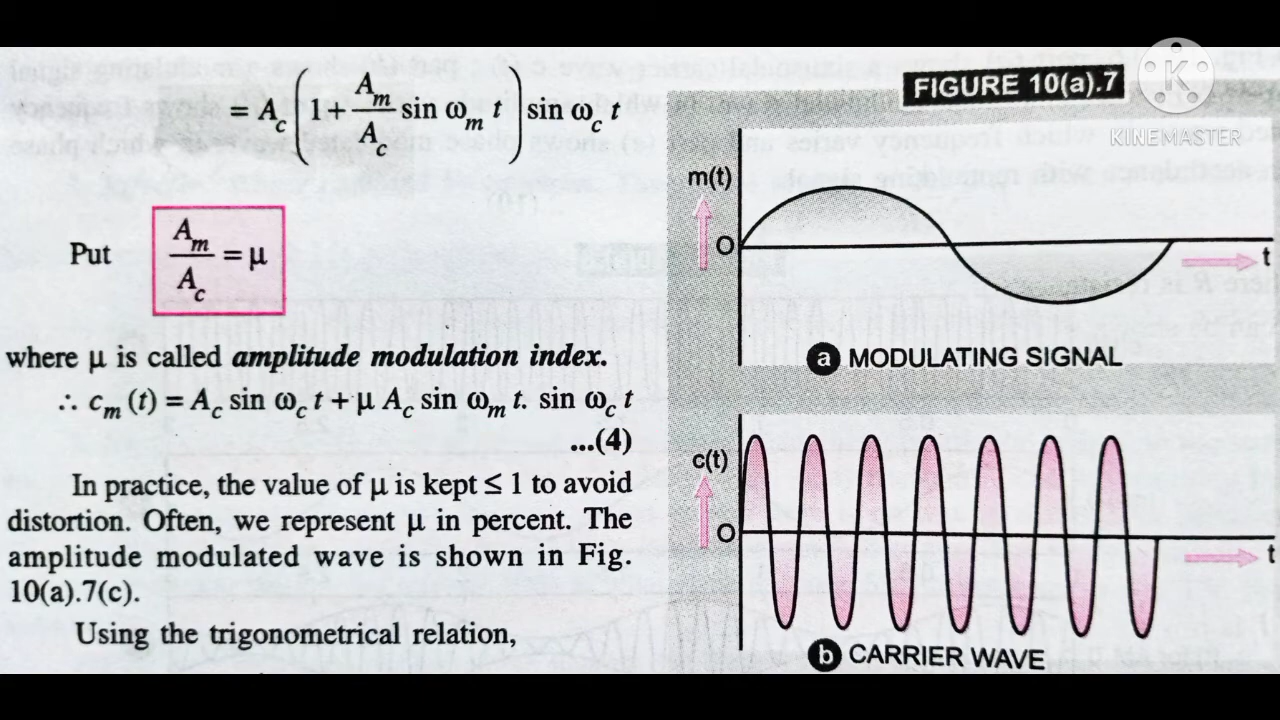 = A_c (1 + A_m/A_c sin ω_m t) sin ω_c t
Put A_m/A_c = μ
where μ is called amplitude modulation index.
∴ c_m (t) = A_c sin ω_c t + μ A_c sin ω_m t. sin ω_c t
...(4)
In practice, the value of μ is kept ≤ 1 to avoid
distortion. Often, we represent μ in percent. The
amplitude modulated wave is shown in Fig.
10(a).7(c).
Using the trigonometrical relation,
FIGURE 10(a).7
K
KINEMASTER
m(t)
O
t
a MODULATING SIGNAL
c(t)
O
t
b CARRIER WAVE